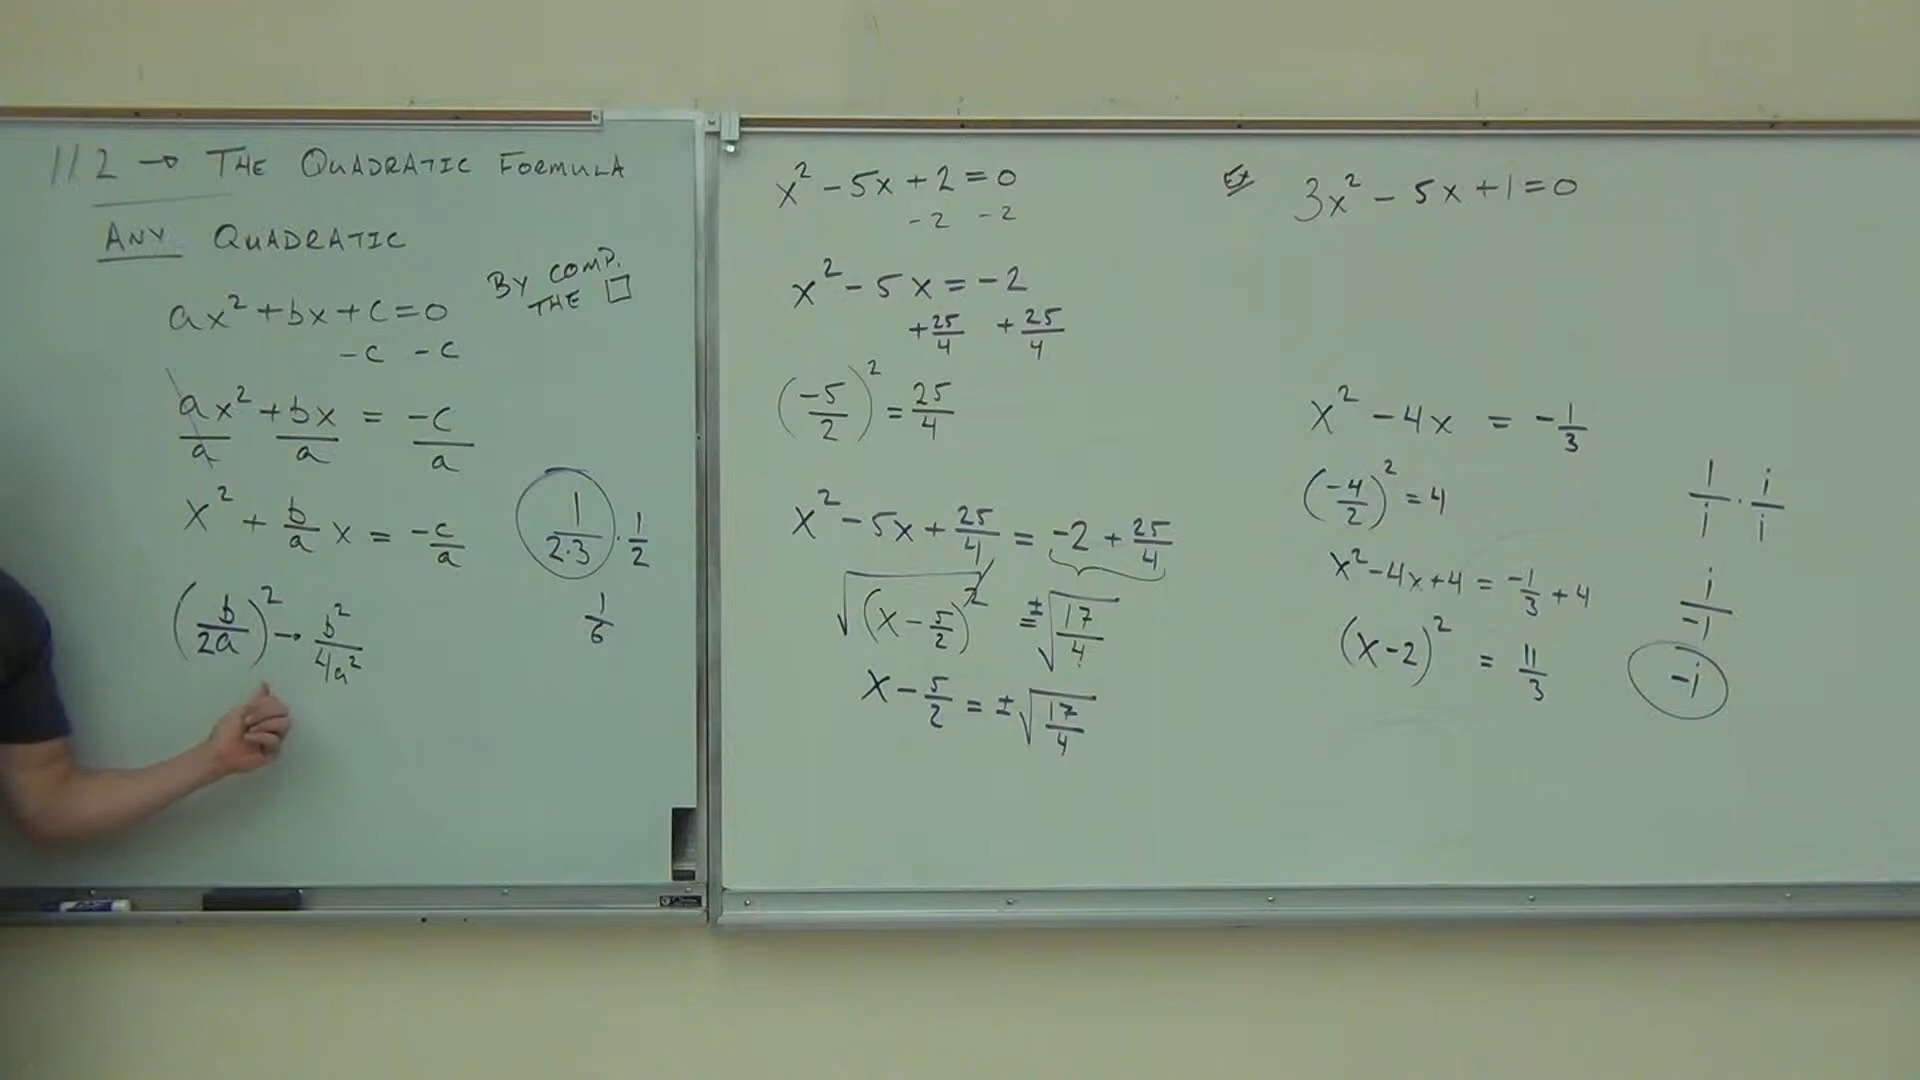 112 → THE QUADRATIC FORMULA
ANY QUADRATIC
BY COMP.
THE □
ax² + bx + c = 0
-c -c
ax²/a + bx/a = -c/a
x² + b/a x = -c/a
(b/2a)² → b²/4a²
1/2·3 · 1/2
1/6
x² - 5x + 2 = 0
-2 -2
x² - 5x = -2
+25/4 +25/4
(-5/2)² = 25/4
x² - 5x + 25/4 = -2 + 25/4
√(x - 5/2)² = ±√17/4
x - 5/2 = ±√17/4
Ex 3x² - 5x + 1 = 0
x² - 4x = -1/3
(-4/2)² = 4
x² - 4x + 4 = -1/3 + 4
(x - 2)² = 11/3
1/i · i/i
i/-1
-i